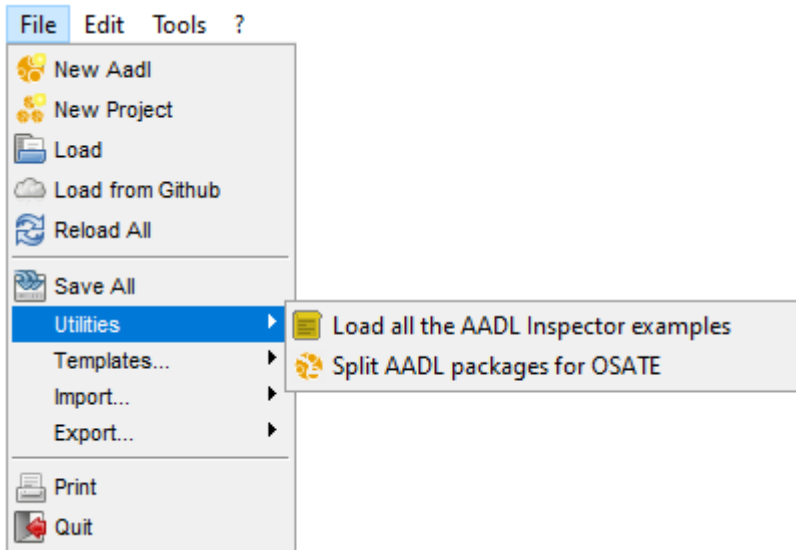 File Edit Tools ?
New Aadl
New Project
Load
Load from Github
Reload All
Save All
Utilities
Load all the AADL Inspector examples
Split AADL packages for OSATE
Templates...
Import...
Export...
Print
Quit